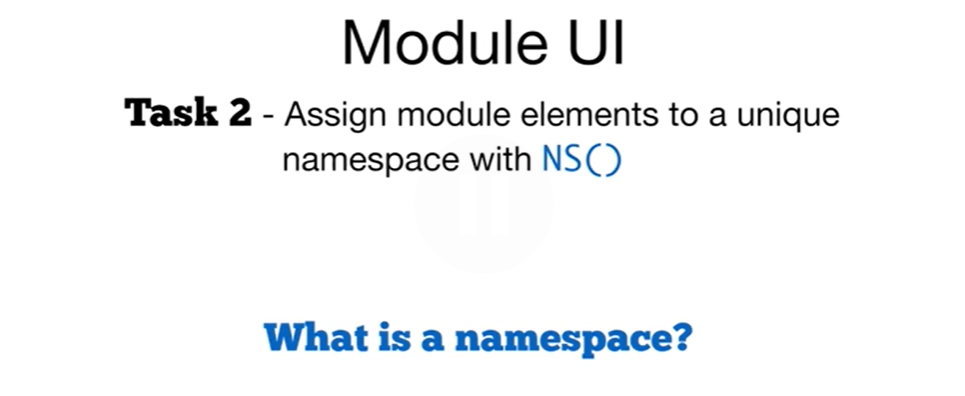 Module UI
Task 2 - Assign module elements to a unique
namespace with NS()
What is a namespace?